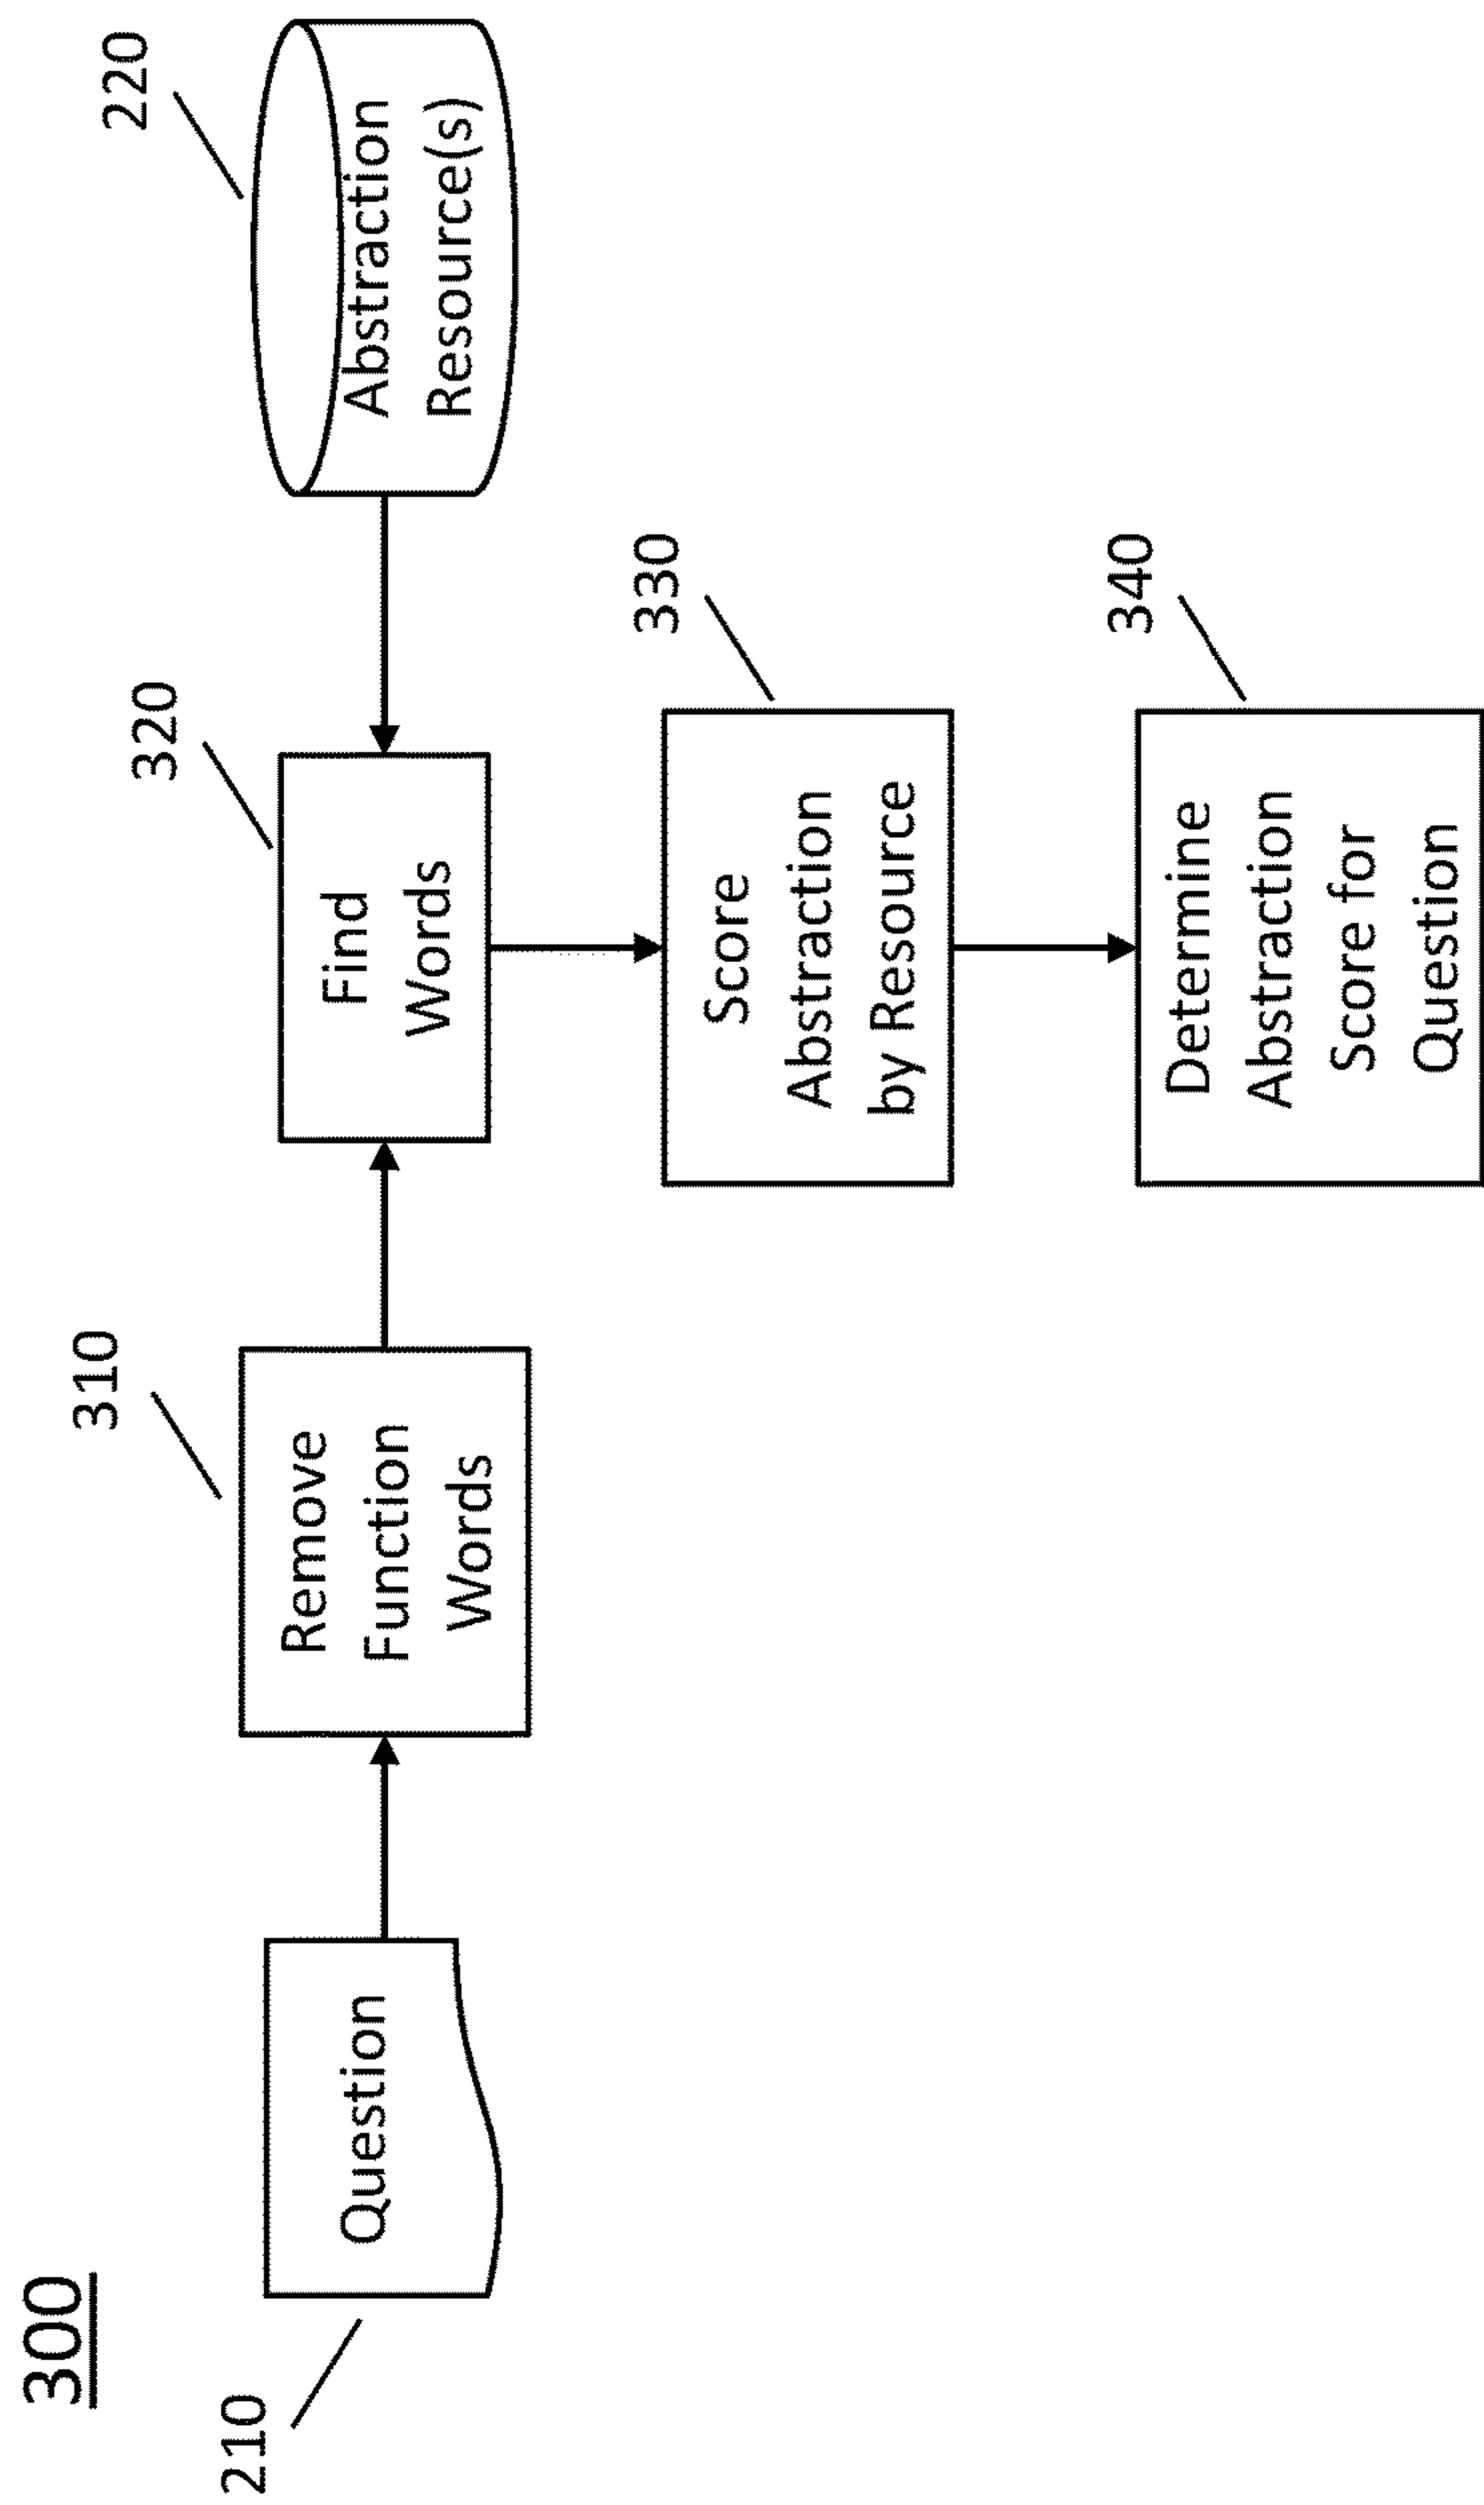 300
210
Question
310
Remove
Function
Words
320
Find
Words
220
Abstraction
Resource(s)
330
Score
Abstraction
by Resource
340
Determine
Abstraction
Score for
Question